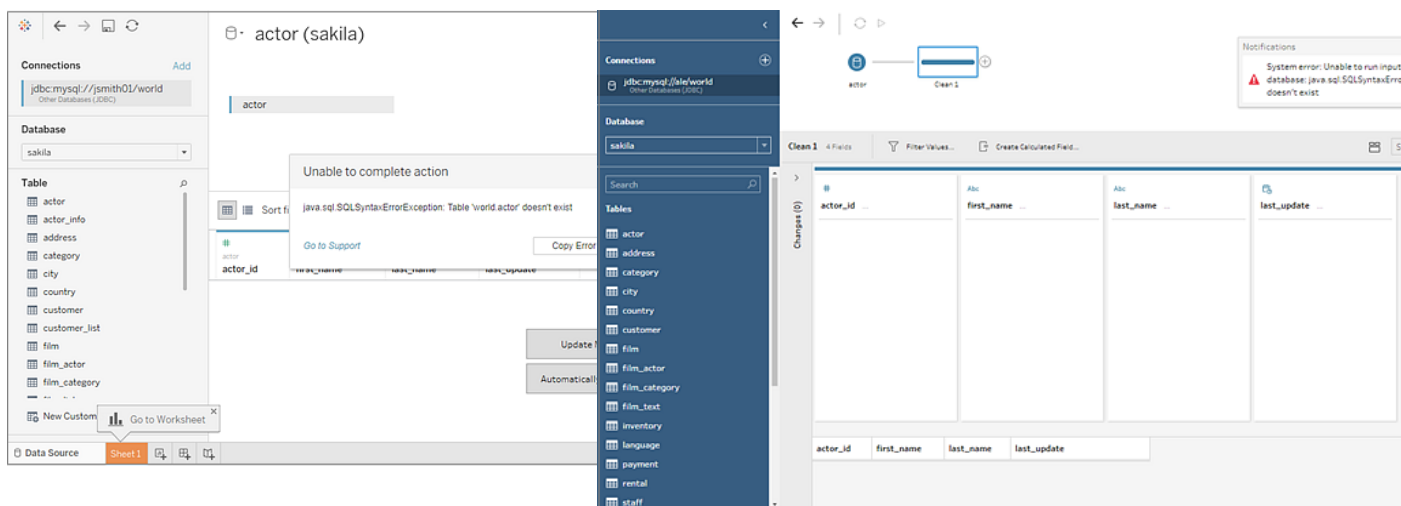 actor (sakila)
Connections
Add
jdbc:mysql://jsmith01/world
Other Databases (JDBC)
Database
sakila
Table
actor
actor_info
address
category
city
country
customer
customer_list
film
film_actor
film_category
New Custom
Go to Worksheet
Data Source
Sheet 1
actor
Unable to complete action
java.sql.SQLSyntaxErrorException: Table 'world.actor' doesn't exist
Go to Support
Copy Error
Sort fi
actor
actor_id
first_name
last_name
last_update
Update
Automatically
Connections
jdbc:mysql://ale/world
Other Databases (JDBC)
Database
sakila
Search
Tables
actor
address
category
city
country
customer
film
film_actor
film_category
film_text
inventory
language
payment
rental
staff
actor
Clean 1
Notifications
System error: Unable to run input
database: java.sql.SQLSyntaxErro
doesn't exist
Clean 1 4 Fields
Filter Values...
Create Calculated Field...
S
Changes (0)
#
actor_id
Abc
first_name
Abc
last_name
last_update
actor_id first_name last_name last_update